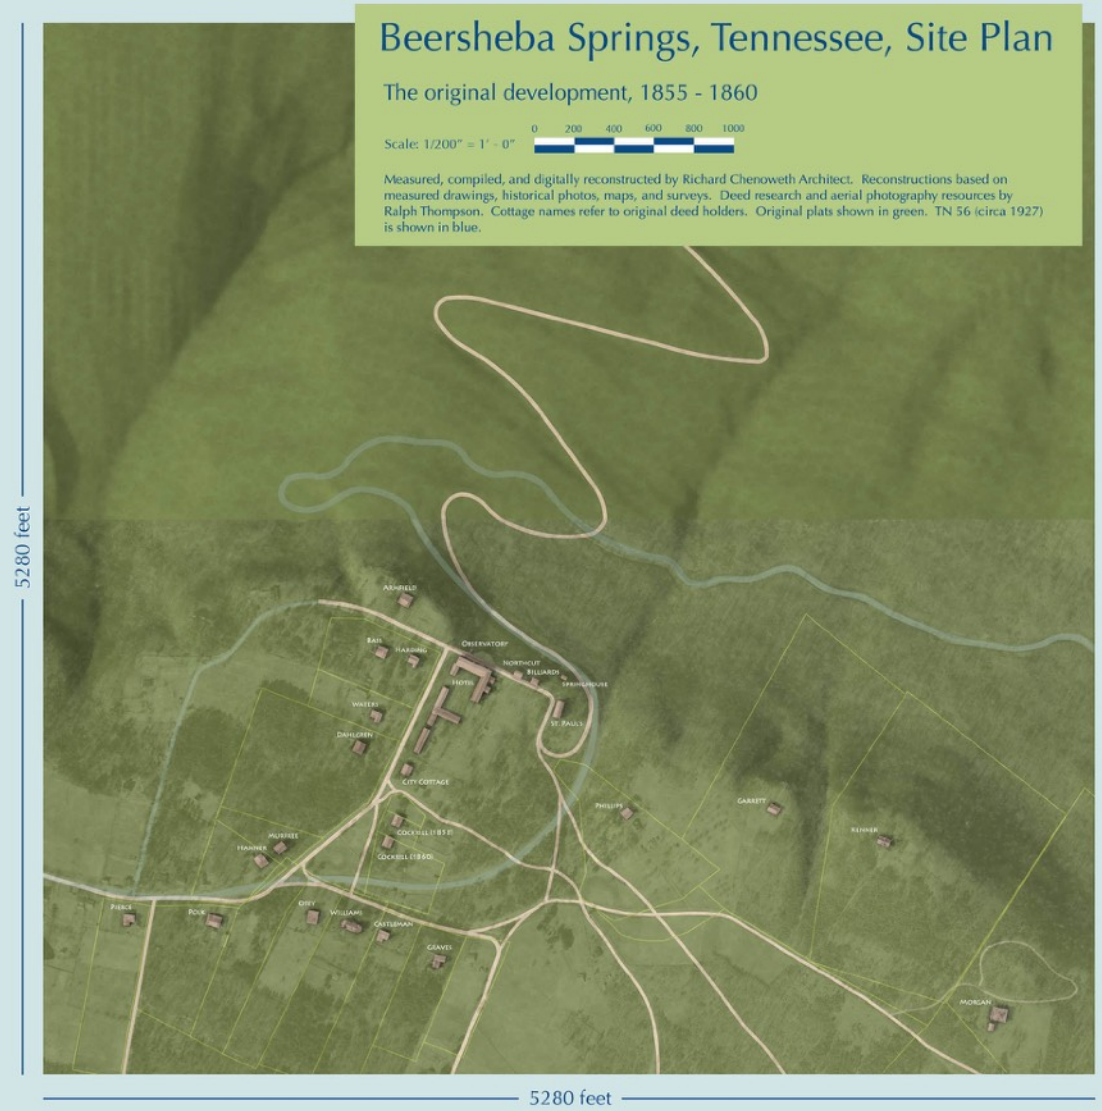 Beersheba Springs, Tennessee, Site Plan
The original development, 1855 - 1860
0 200 400 600 800 1000
Scale: 1/200" = 1' - 0"
Measured, compiled, and digitally reconstructed by Richard Chenoweth Architect. Reconstructions based on
measured drawings, historical photos, maps, and surveys. Deed research and aerial photography resources by
Ralph Thompson. Cottage names refer to original deed holders. Original plats shown in green. TN 56 (circa 1927)
is shown in blue.
5280 feet
ARMFIELD
BASS
HARDING
OBSERVATORY
NORTHCUT
BILLIARDS
SPRINGHOUSE
HOTEL
WATERS
ST. PAUL'S
DAHLGREN
CITY COTTAGE
PHILLIPS
GARRETT
COCKRILL (1857)
KENNER
MURFREE
HANNER
COCKRILL (1860)
PIERCE
POLK
OTEY
WILLIAMS
CASTLEMAN
GRAVES
MORGAN
5280 feet